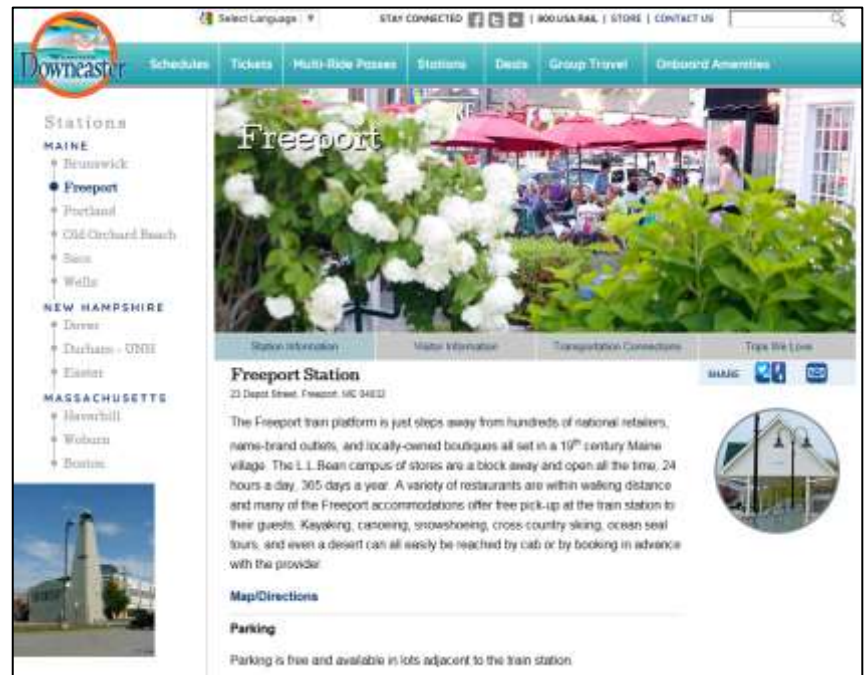 Select Language ▼
STAY CONNECTED | 800.USA.RAIL | STORE | CONTACT US
Downeaster
Schedules Tickets Multi-Ride Passes Stations Deals Group Travel Onboard Amenities
Stations
MAINE
Brunswick
Freeport
Portland
Old Orchard Beach
Saco
Wells
NEW HAMPSHIRE
Dover
Durham - UNH
Exeter
MASSACHUSETTS
Haverhill
Woburn
Boston
Freeport
Station Information Visitor Information Transportation Connections Trips We Love
Freeport Station
23 Depot Street, Freeport, ME 04032
SHARE
The Freeport train platform is just steps away from hundreds of national retailers,
name-brand outlets, and locally-owned boutiques all set in a 19th century Maine
village. The L.L.Bean campus of stores are a block away and open all the time, 24
hours a day, 365 days a year. A variety of restaurants are within walking distance
and many of the Freeport accommodations offer free pick-up at the train station to
their guests. Kayaking, canoeing, snowshoeing, cross-country skiing, ocean seal
tours, and even a desert can all easily be reached by cab or by booking in advance
with the provider.
Map/Directions
Parking
Parking is free and available in lots adjacent to the train station.